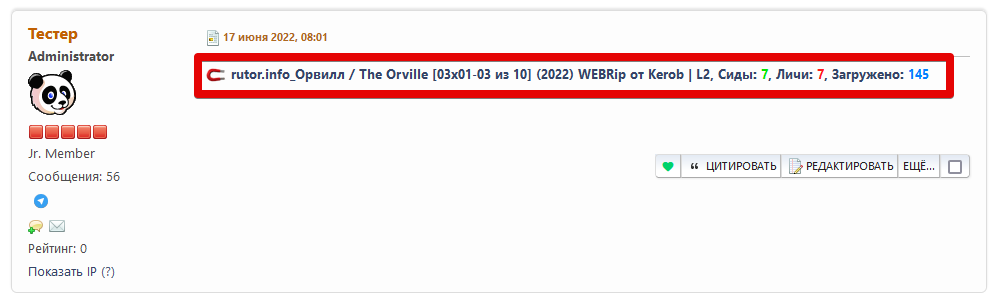 Тестер
Administrator
Jr. Member
Сообщения: 56
Рейтинг: 0
Показать IP (?)
17 июня 2022, 08:01
rutor.info_Орвилл / The Orville [03x01-03 из 10] (2022) WEBRip от Kerob | L2, Сиды: 7, Личи: 7, Загружено: 145
ЦИТИРОВАТЬ РЕДАКТИРОВАТЬ ЕЩЁ...